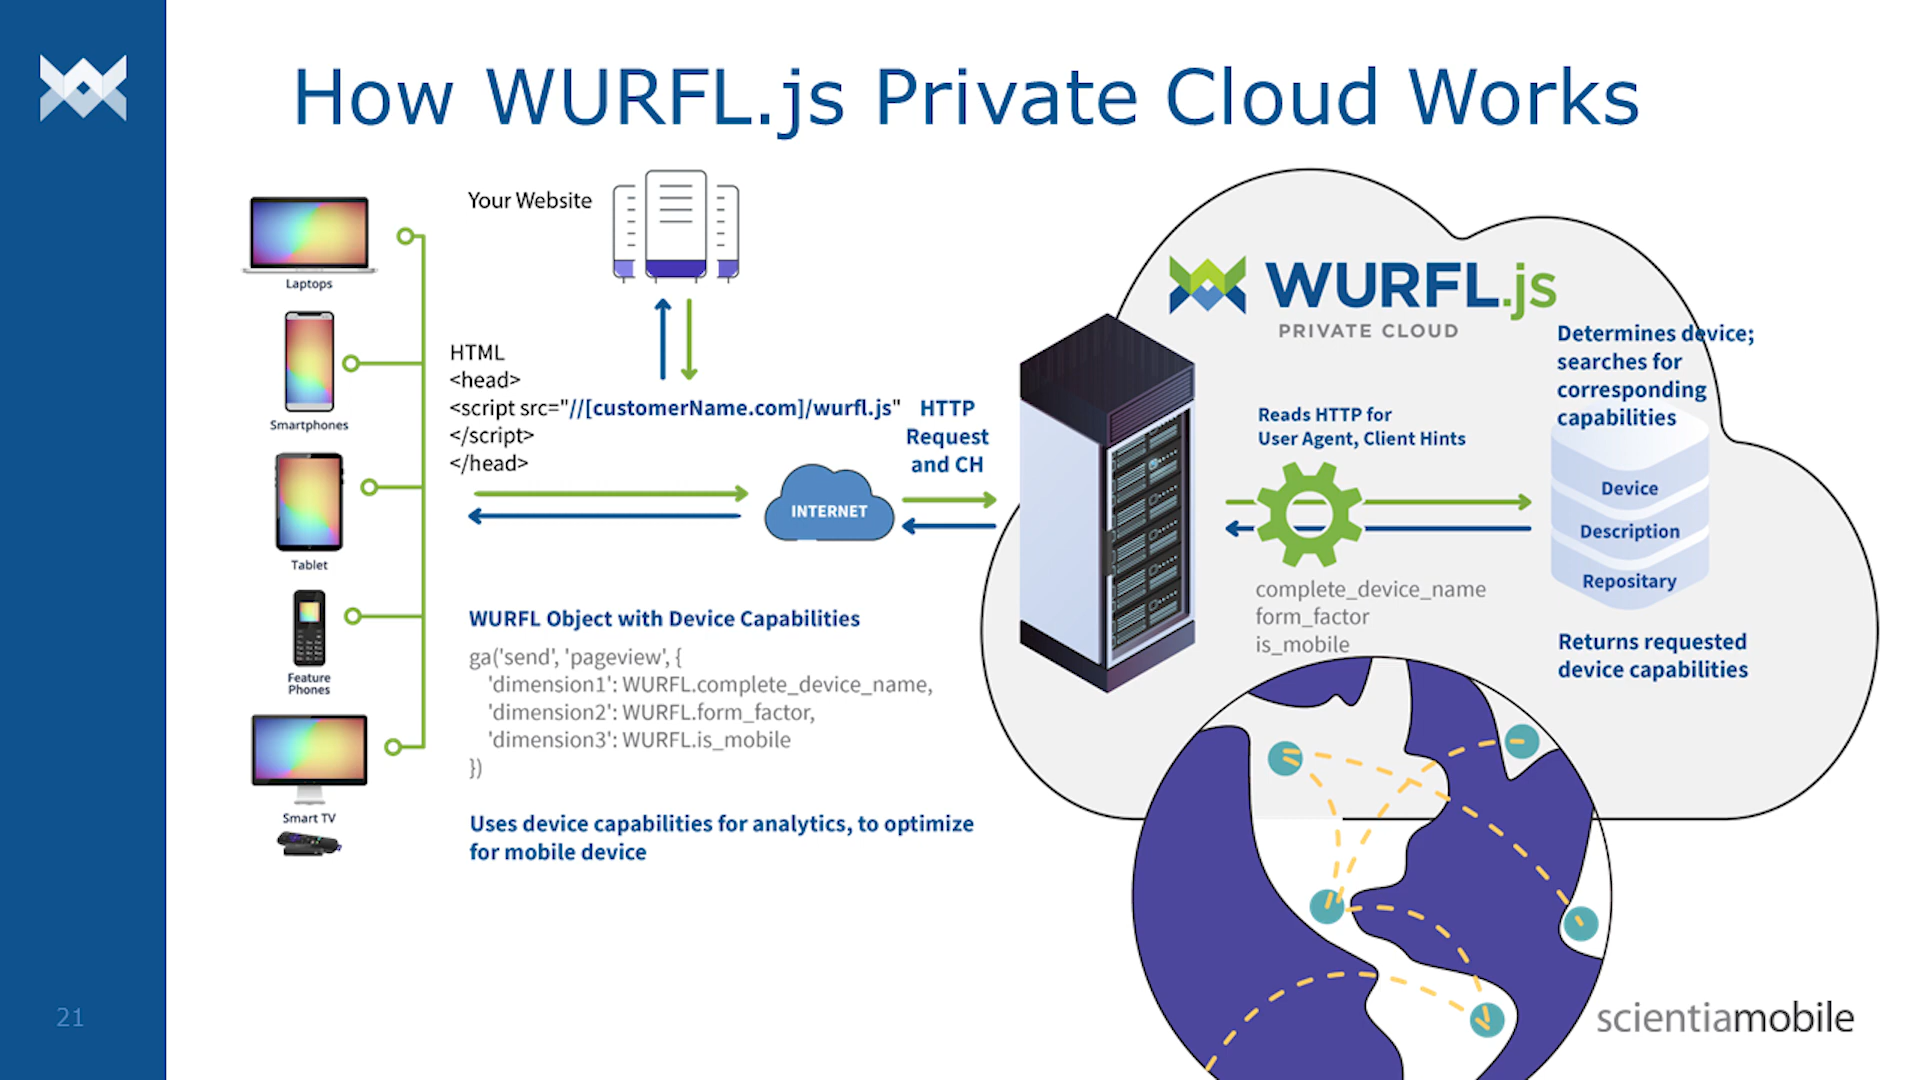 How WURFL.js Private Cloud Works
Laptops
Smartphones
Tablet
Feature
Phones
Smart TV
Your Website
HTML
<head>
<script src="//[customerName.com]/wurfl.js"
</script>
</head>
HTTP
Request
and CH
INTERNET
WURFL Object with Device Capabilities
ga('send', 'pageview', {
'dimension1': WURFL.complete_device_name,
'dimension2': WURFL.form_factor,
'dimension3': WURFL.is_mobile
})
Uses device capabilities for analytics, to optimize
for mobile device
WURFL.js
PRIVATE CLOUD
Reads HTTP for
User Agent, Client Hints
complete_device_name
form_factor
is_mobile
Determines device;
searches for
corresponding
capabilities
Device
Description
Repositary
Returns requested
device capabilities
21
scientiamobile